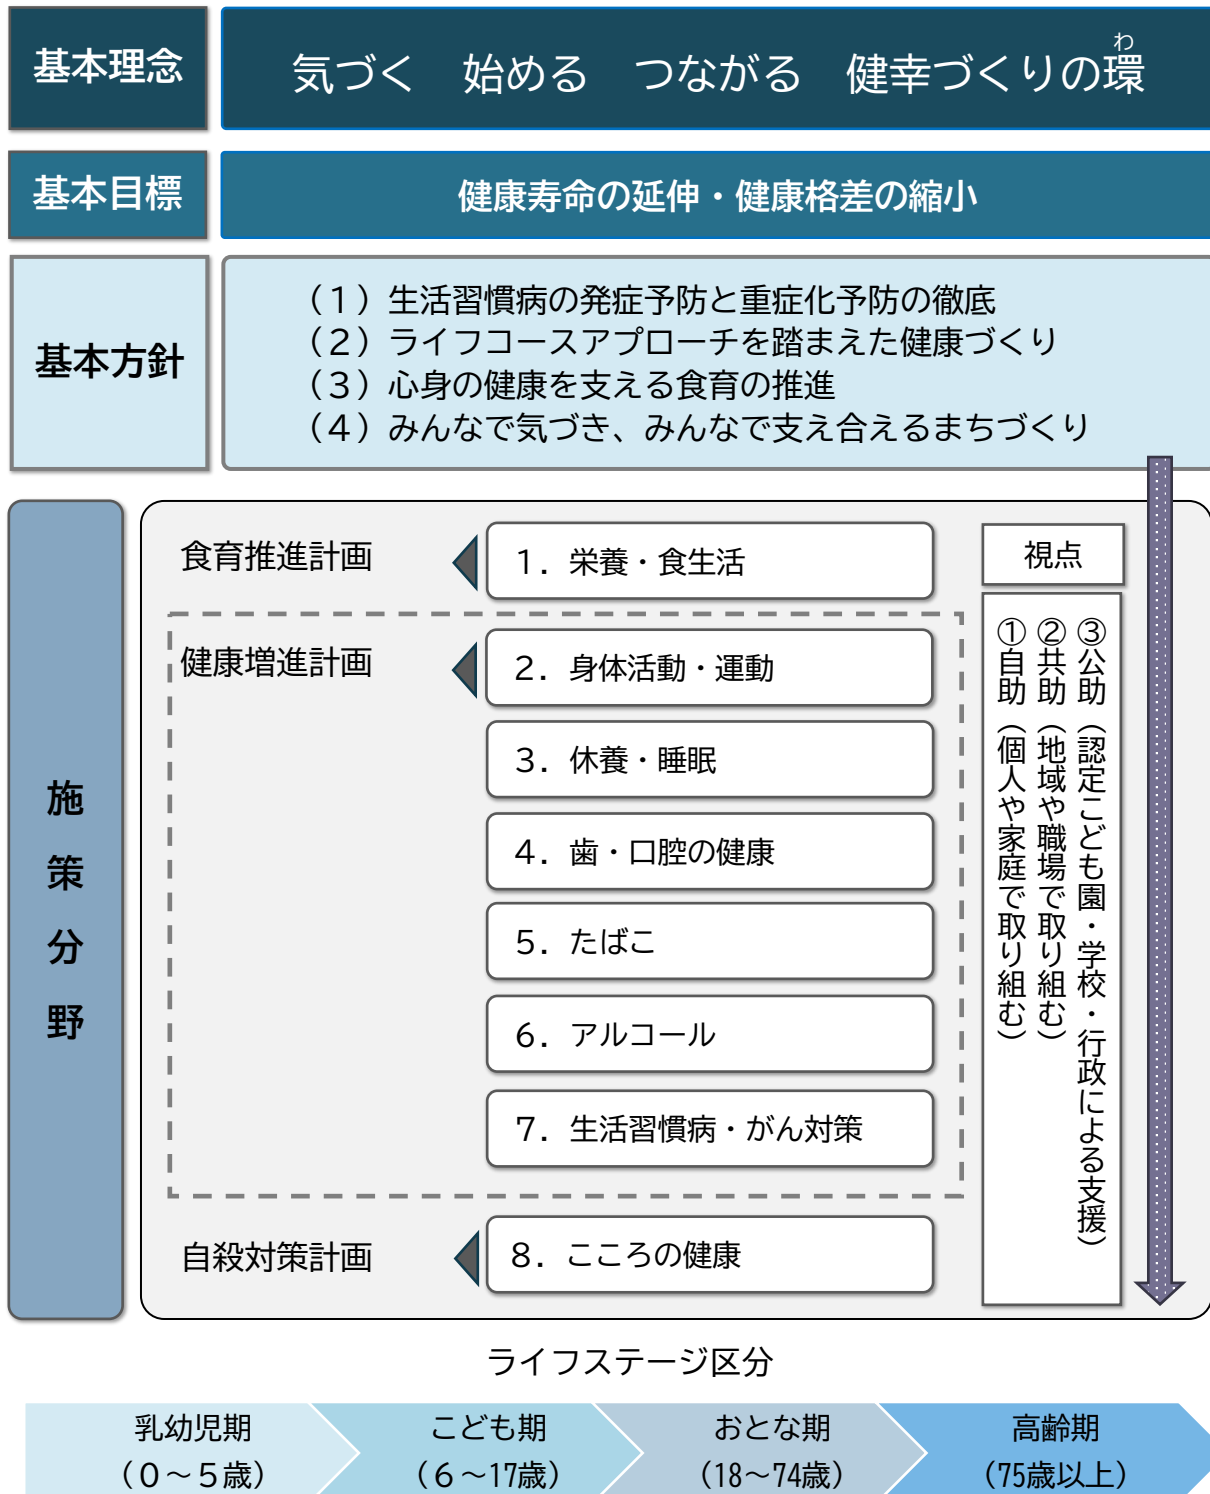 基本理念
わ
気づく　始める　つながる　健幸づくりの環
基本目標
健康寿命の延伸・健康格差の縮小
基本方針
（１）生活習慣病の発症予防と重症化予防の徹底
（２）ライフコースアプローチを踏まえた健康づくり
（３）心身の健康を支える食育の推進
（４）みんなで気づき、みんなで支え合えるまちづくり
施策分野
食育推進計画
１．栄養・食生活
健康増進計画
２．身体活動・運動
３．休養・睡眠
４．歯・口腔の健康
５．たばこ
６．アルコール
７．生活習慣病・がん対策
自殺対策計画
８．こころの健康
視点
①自助（個人や家庭で取り組む）
②共助（地域や職場で取り組む）
③公助（認定こども園・学校・行政による支援）
ライフステージ区分
乳幼児期
（０～５歳）
こども期
（６～17歳）
おとな期
（18～74歳）
高齢期
（75歳以上）